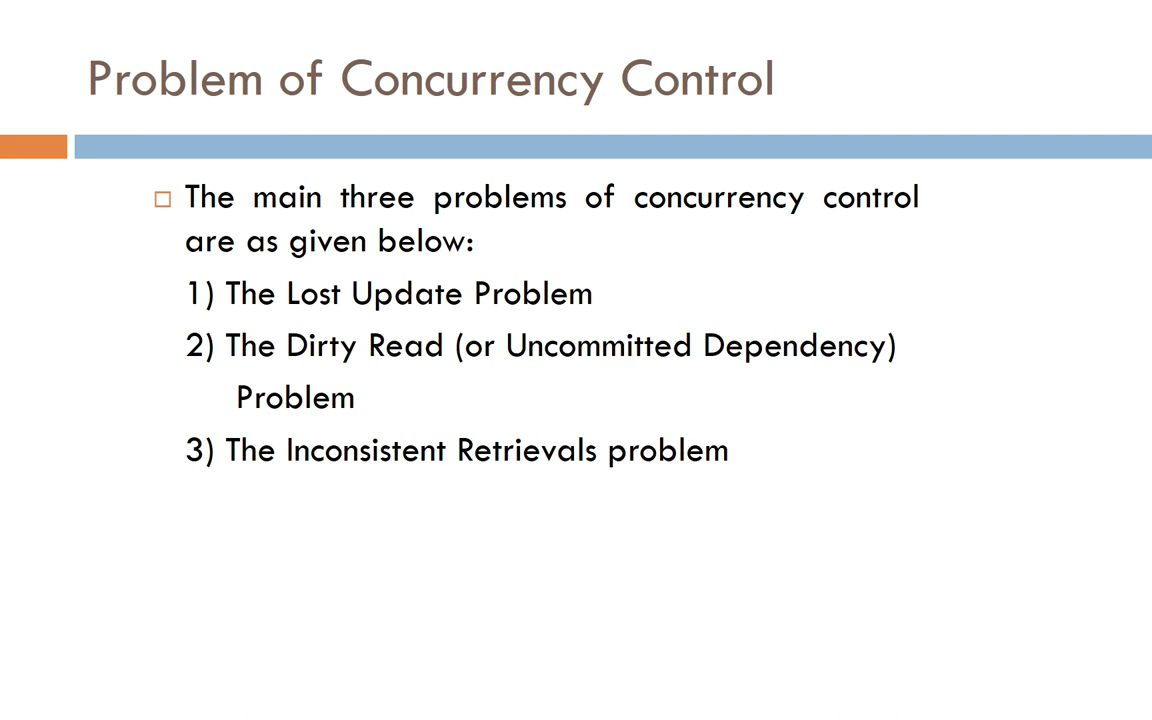 Problem of Concurrency Control
The main three problems of concurrency control
are as given below:
1) The Lost Update Problem
2) The Dirty Read (or Uncommitted Dependency)
Problem
3) The Inconsistent Retrievals problem